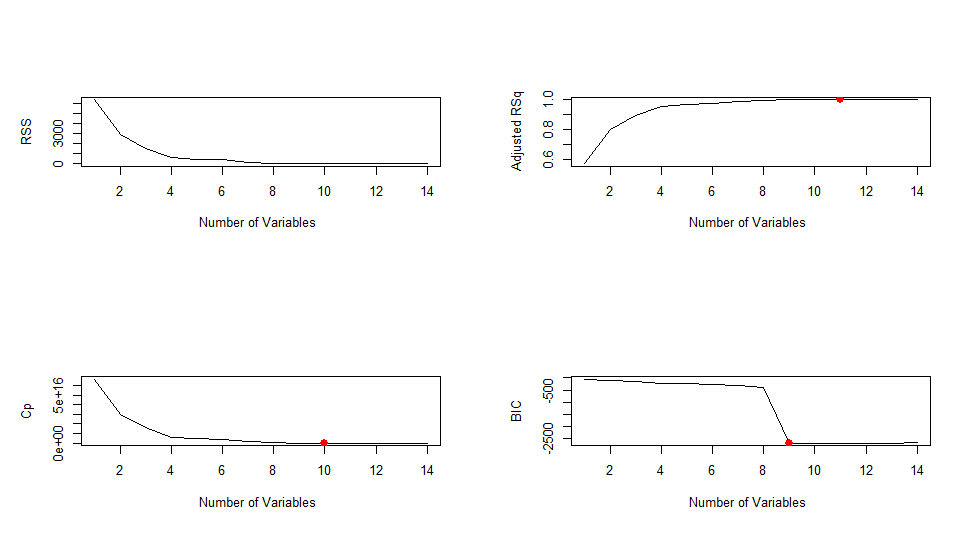 RSS
0
3000
2 4 6 8 10 12 14
Number of Variables
Adjusted RSq
0.6
0.8
1.0
2 4 6 8 10 12 14
Number of Variables
Cp
0e+00
5e+16
2 4 6 8 10 12 14
Number of Variables
BIC
-2500
-500
2 4 6 8 10 12 14
Number of Variables